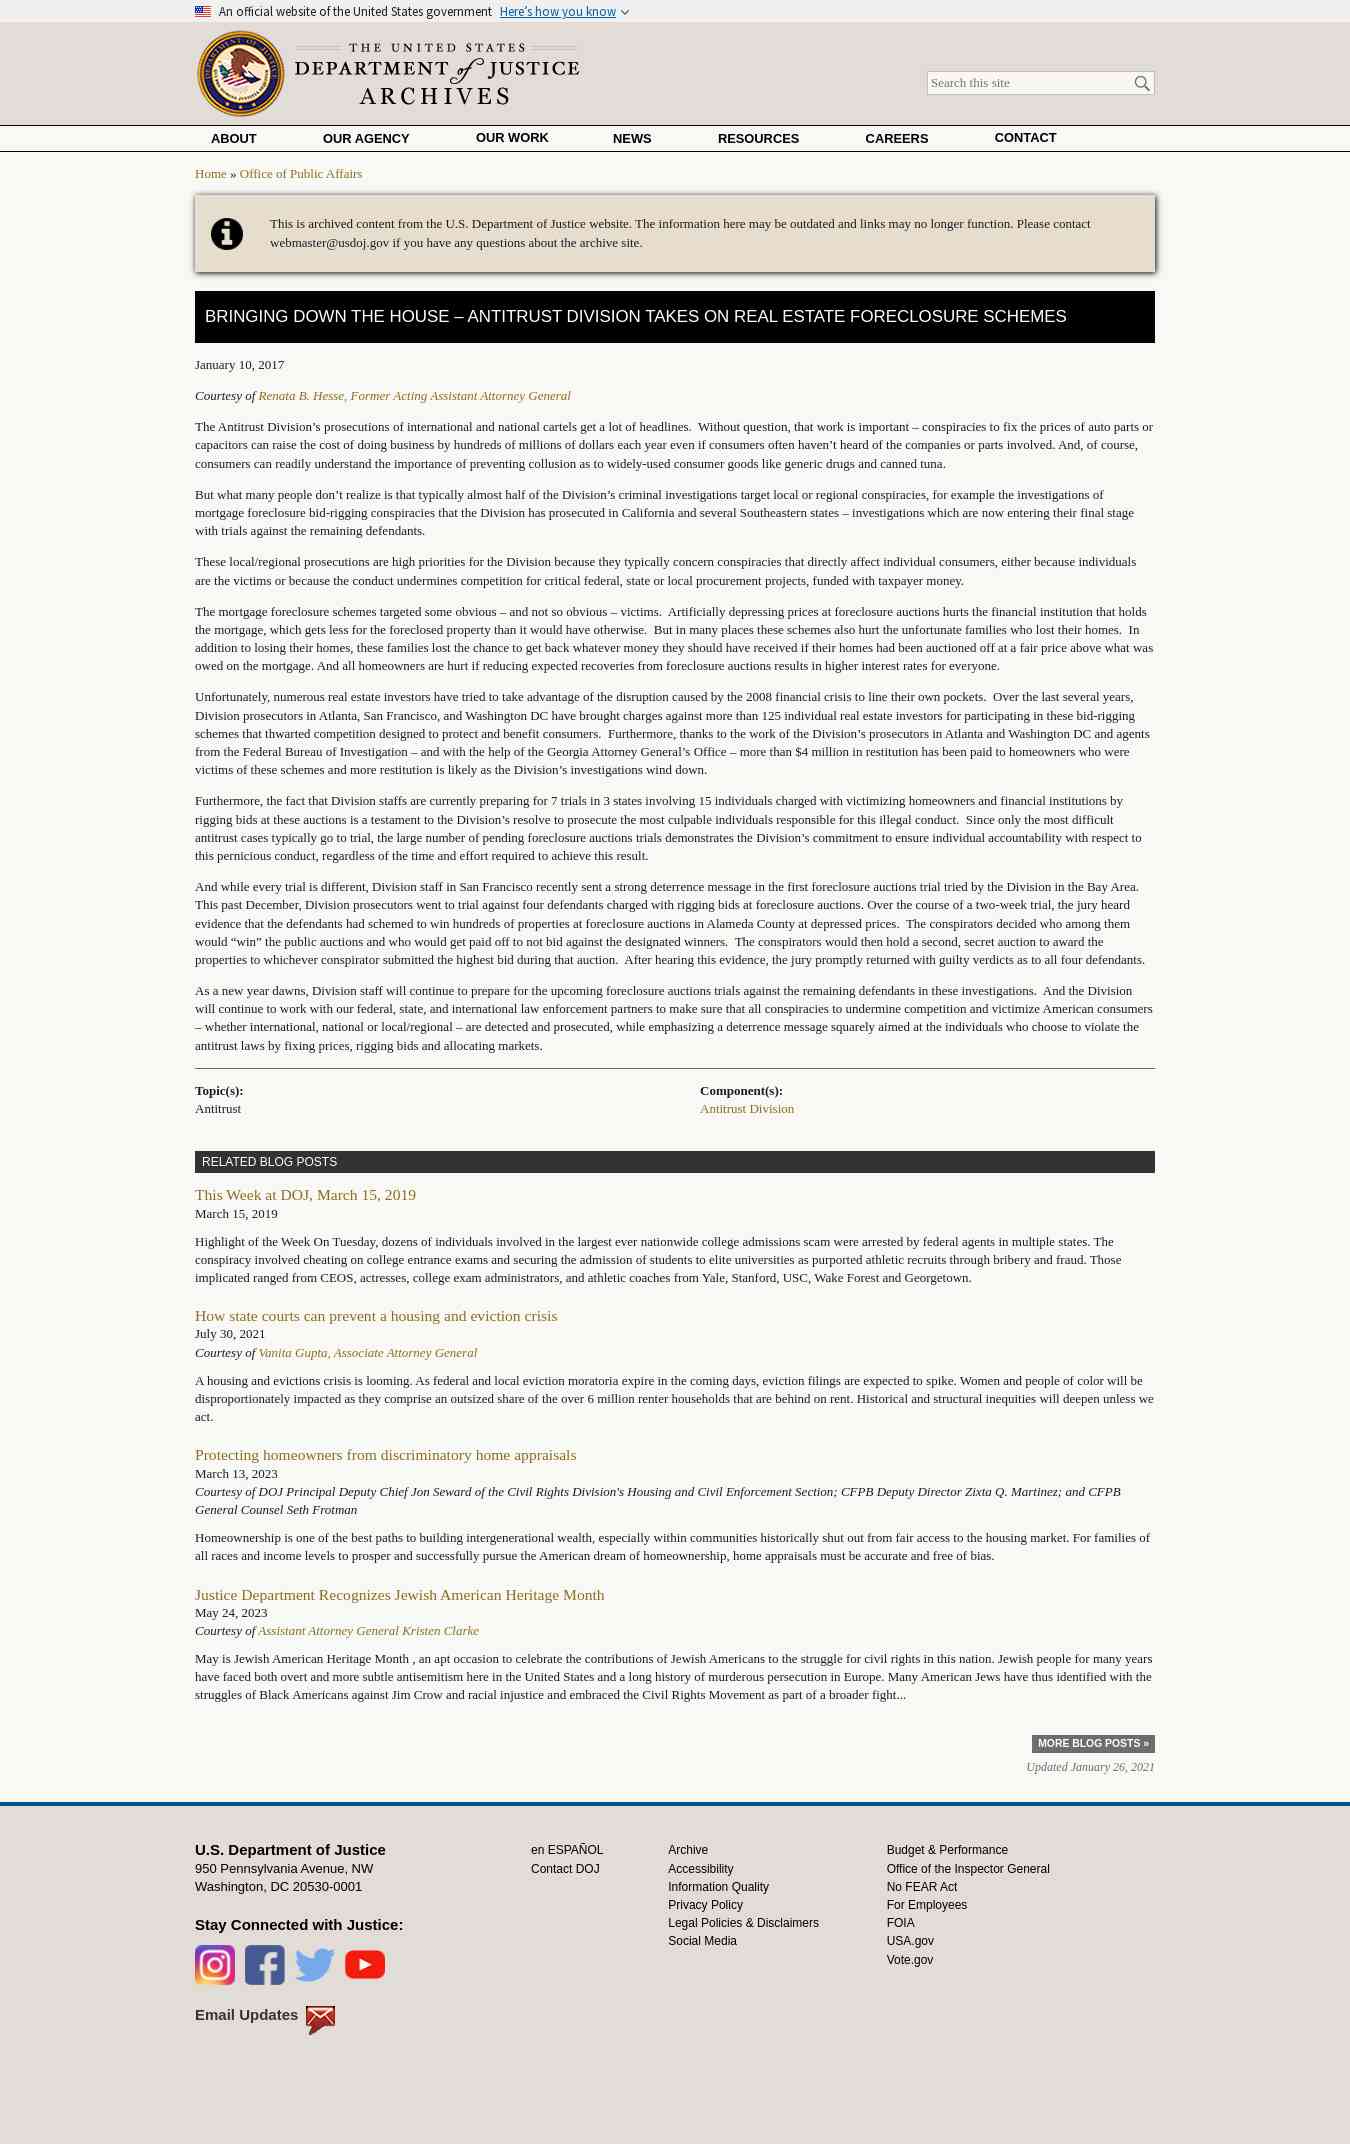 An official website of the United States government Here's how you know
THE UNITED STATES
DEPARTMENT of JUSTICE
ARCHIVES
Search this site
ABOUT OUR AGENCY OUR WORK NEWS RESOURCES CAREERS CONTACT
Home » Office of Public Affairs
This is archived content from the U.S. Department of Justice website. The information here may be outdated and links may no longer function. Please contact
webmaster@usdoj.gov if you have any questions about the archive site.
BRINGING DOWN THE HOUSE – ANTITRUST DIVISION TAKES ON REAL ESTATE FORECLOSURE SCHEMES
January 10, 2017
Courtesy of Renata B. Hesse, Former Acting Assistant Attorney General
The Antitrust Division’s prosecutions of international and national cartels get a lot of headlines.  Without question, that work is important – conspiracies to fix the prices of auto parts or
capacitors can raise the cost of doing business by hundreds of millions of dollars each year even if consumers often haven’t heard of the companies or parts involved. And, of course,
consumers can readily understand the importance of preventing collusion as to widely-used consumer goods like generic drugs and canned tuna.
But what many people don’t realize is that typically almost half of the Division’s criminal investigations target local or regional conspiracies, for example the investigations of
mortgage foreclosure bid-rigging conspiracies that the Division has prosecuted in California and several Southeastern states – investigations which are now entering their final stage
with trials against the remaining defendants.
These local/regional prosecutions are high priorities for the Division because they typically concern conspiracies that directly affect individual consumers, either because individuals
are the victims or because the conduct undermines competition for critical federal, state or local procurement projects, funded with taxpayer money.
The mortgage foreclosure schemes targeted some obvious – and not so obvious – victims.  Artificially depressing prices at foreclosure auctions hurts the financial institution that holds
the mortgage, which gets less for the foreclosed property than it would have otherwise.  But in many places these schemes also hurt the unfortunate families who lost their homes.  In
addition to losing their homes, these families lost the chance to get back whatever money they should have received if their homes had been auctioned off at a fair price above what was
owed on the mortgage. And all homeowners are hurt if reducing expected recoveries from foreclosure auctions results in higher interest rates for everyone.
Unfortunately, numerous real estate investors have tried to take advantage of the disruption caused by the 2008 financial crisis to line their own pockets.  Over the last several years,
Division prosecutors in Atlanta, San Francisco, and Washington DC have brought charges against more than 125 individual real estate investors for participating in these bid-rigging
schemes that thwarted competition designed to protect and benefit consumers.  Furthermore, thanks to the work of the Division’s prosecutors in Atlanta and Washington DC and agents
from the Federal Bureau of Investigation – and with the help of the Georgia Attorney General’s Office – more than $4 million in restitution has been paid to homeowners who were
victims of these schemes and more restitution is likely as the Division’s investigations wind down.
Furthermore, the fact that Division staffs are currently preparing for 7 trials in 3 states involving 15 individuals charged with victimizing homeowners and financial institutions by
rigging bids at these auctions is a testament to the Division’s resolve to prosecute the most culpable individuals responsible for this illegal conduct.  Since only the most difficult
antitrust cases typically go to trial, the large number of pending foreclosure auctions trials demonstrates the Division’s commitment to ensure individual accountability with respect to
this pernicious conduct, regardless of the time and effort required to achieve this result.
And while every trial is different, Division staff in San Francisco recently sent a strong deterrence message in the first foreclosure auctions trial tried by the Division in the Bay Area.
This past December, Division prosecutors went to trial against four defendants charged with rigging bids at foreclosure auctions. Over the course of a two-week trial, the jury heard
evidence that the defendants had schemed to win hundreds of properties at foreclosure auctions in Alameda County at depressed prices.  The conspirators decided who among them
would “win” the public auctions and who would get paid off to not bid against the designated winners.  The conspirators would then hold a second, secret auction to award the
properties to whichever conspirator submitted the highest bid during that auction.  After hearing this evidence, the jury promptly returned with guilty verdicts as to all four defendants.
As a new year dawns, Division staff will continue to prepare for the upcoming foreclosure auctions trials against the remaining defendants in these investigations.  And the Division
will continue to work with our federal, state, and international law enforcement partners to make sure that all conspiracies to undermine competition and victimize American consumers
– whether international, national or local/regional – are detected and prosecuted, while emphasizing a deterrence message squarely aimed at the individuals who choose to violate the
antitrust laws by fixing prices, rigging bids and allocating markets.
Topic(s): Component(s):
Antitrust Antitrust Division
RELATED BLOG POSTS
This Week at DOJ, March 15, 2019
March 15, 2019
Highlight of the Week On Tuesday, dozens of individuals involved in the largest ever nationwide college admissions scam were arrested by federal agents in multiple states. The
conspiracy involved cheating on college entrance exams and securing the admission of students to elite universities as purported athletic recruits through bribery and fraud. Those
implicated ranged from CEOS, actresses, college exam administrators, and athletic coaches from Yale, Stanford, USC, Wake Forest and Georgetown.
How state courts can prevent a housing and eviction crisis
July 30, 2021
Courtesy of Vanita Gupta, Associate Attorney General
A housing and evictions crisis is looming. As federal and local eviction moratoria expire in the coming days, eviction filings are expected to spike. Women and people of color will be
disproportionately impacted as they comprise an outsized share of the over 6 million renter households that are behind on rent. Historical and structural inequities will deepen unless we
act.
Protecting homeowners from discriminatory home appraisals
March 13, 2023
Courtesy of DOJ Principal Deputy Chief Jon Seward of the Civil Rights Division's Housing and Civil Enforcement Section; CFPB Deputy Director Zixta Q. Martinez; and CFPB
General Counsel Seth Frotman
Homeownership is one of the best paths to building intergenerational wealth, especially within communities historically shut out from fair access to the housing market. For families of
all races and income levels to prosper and successfully pursue the American dream of homeownership, home appraisals must be accurate and free of bias.
Justice Department Recognizes Jewish American Heritage Month
May 24, 2023
Courtesy of Assistant Attorney General Kristen Clarke
May is Jewish American Heritage Month , an apt occasion to celebrate the contributions of Jewish Americans to the struggle for civil rights in this nation. Jewish people for many years
have faced both overt and more subtle antisemitism here in the United States and a long history of murderous persecution in Europe. Many American Jews have thus identified with the
struggles of Black Americans against Jim Crow and racial injustice and embraced the Civil Rights Movement as part of a broader fight...
MORE BLOG POSTS »
Updated January 26, 2021
U.S. Department of Justice
950 Pennsylvania Avenue, NW
Washington, DC 20530-0001
Stay Connected with Justice:
Email Updates
en ESPAÑOL
Contact DOJ
Archive
Accessibility
Information Quality
Privacy Policy
Legal Policies & Disclaimers
Social Media
Budget & Performance
Office of the Inspector General
No FEAR Act
For Employees
FOIA
USA.gov
Vote.gov